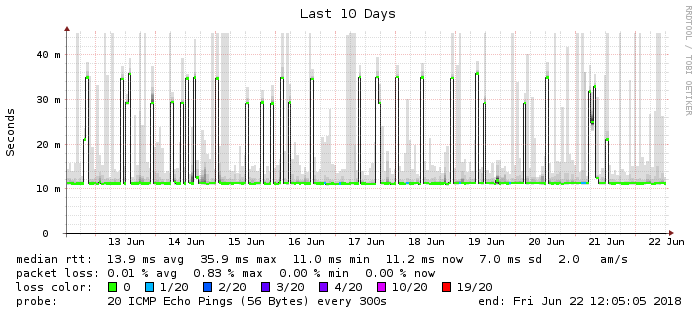 Last 10 Days
RRDTOOL / TOBI OETIKER
Seconds
40 m
30 m
20 m
10 m
0
13 Jun 14 Jun 15 Jun 16 Jun 17 Jun 18 Jun 19 Jun 20 Jun 21 Jun 22 Jun
median rtt: 13.9 ms avg 35.9 ms max 11.0 ms min 11.2 ms now 7.0 ms sd 2.0 am/s
packet loss: 0.01 % avg 0.83 % max 0.00 % min 0.00 % now
loss color: 0 1/20 2/20 3/20 4/20 10/20 19/20
probe: 20 ICMP Echo Pings (56 Bytes) every 300s end: Fri Jun 22 12:05:05 2018